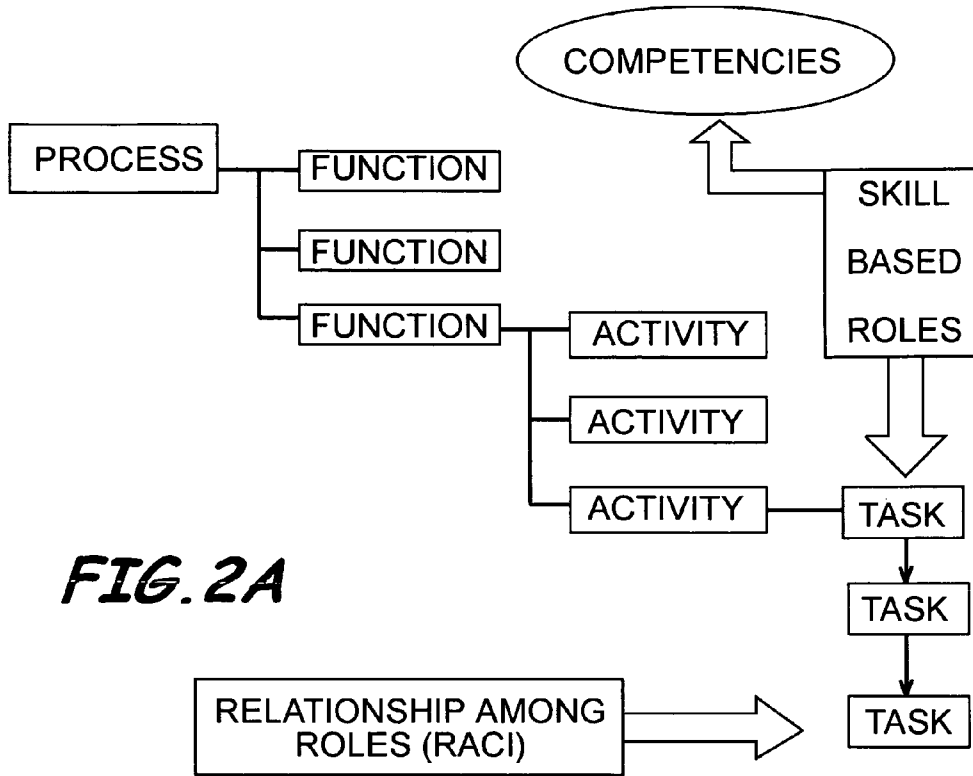 COMPETENCIES
PROCESS
FUNCTION
FUNCTION
FUNCTION
SKILL
BASED
ROLES
ACTIVITY
ACTIVITY
ACTIVITY
TASK
TASK
TASK
FIG. 2A
RELATIONSHIP AMONG
ROLES (RACI)